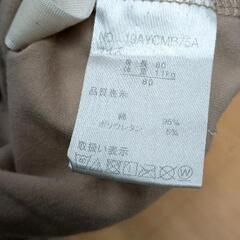 NO. 19AYCMB75A
サイズ
身長 80
体重 11kg
80
品質表示
綿 95%
ポリウレタン 5%
取扱い表示